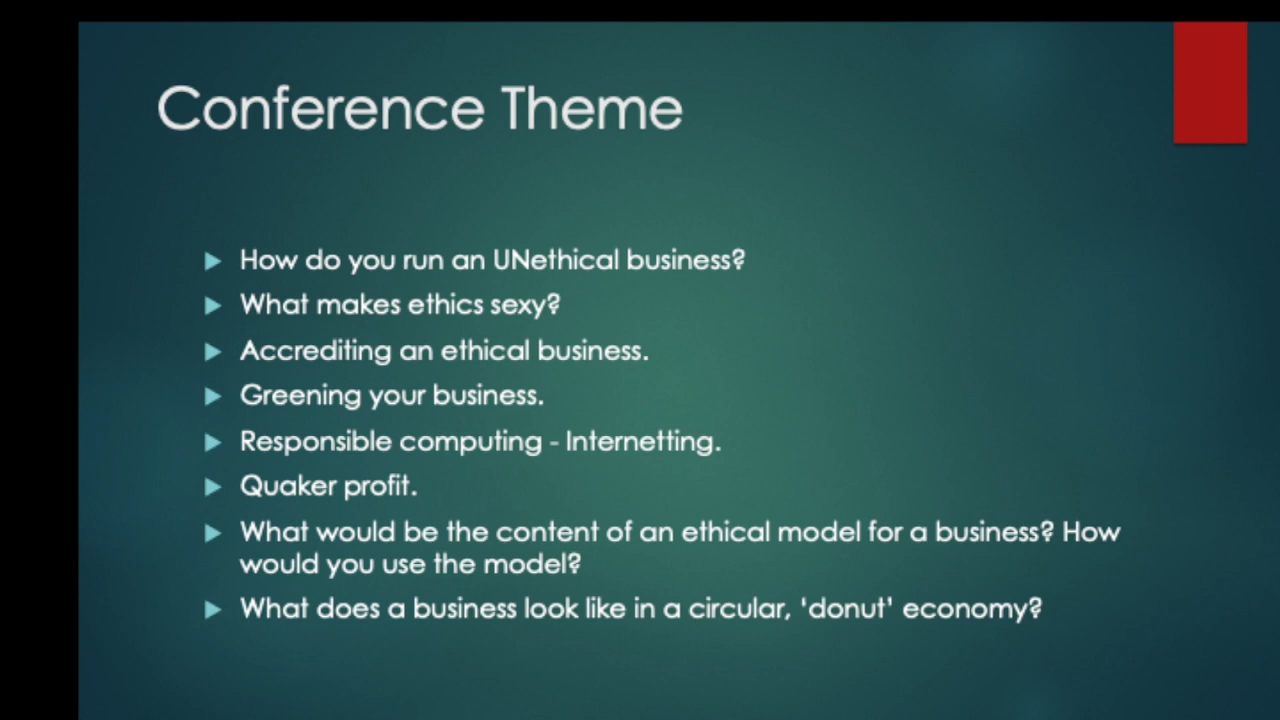 Conference Theme
How do you run an UNethical business?
What makes ethics sexy?
Accrediting an ethical business.
Greening your business.
Responsible computing - Internetting.
Quaker profit.
What would be the content of an ethical model for a business? How
would you use the model?
What does a business look like in a circular, 'donut' economy?